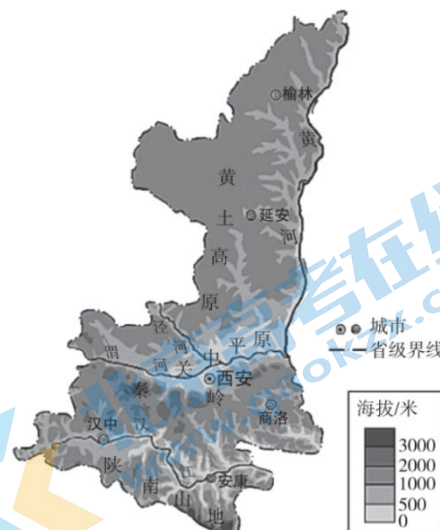 榆林
黄河
黄土高原
延安
泾河
渭河
关中平原
西安
秦岭
商洛
汉中
汉江
安康
陕南山地
城市
省级界线
海拔/米
3000
2000
1000
500
0